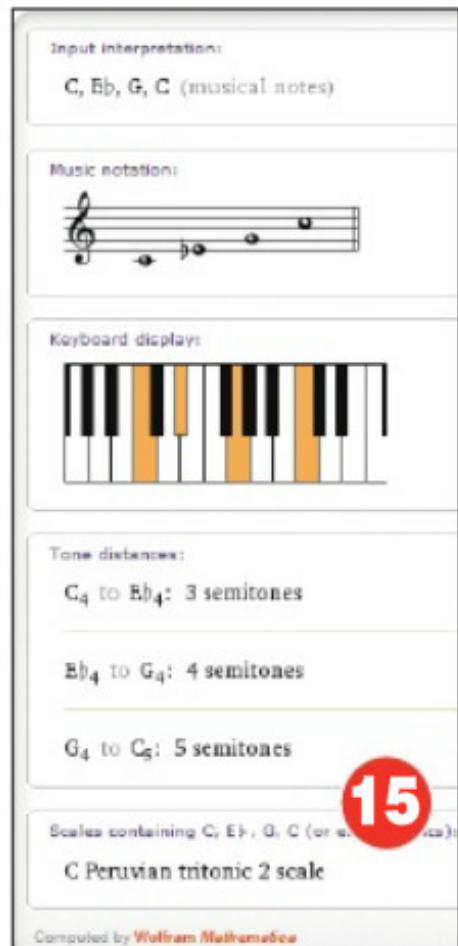 Input interpretation:
C, E♭, G, C (musical notes)
Music notation:
Keyboard display:
Tone distances:
C₄ to E♭₄: 3 semitones
E♭₄ to G₄: 4 semitones
G₄ to C₅: 5 semitones
15
Scales containing C, E♭, G, C (or
C Peruvian tritonic 2 scale
Computed by Wolfram Mathematica